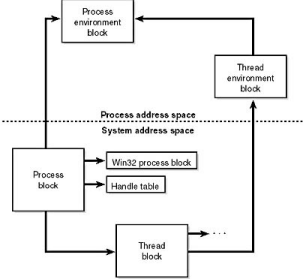 Process
environment
block
Thread
environment
block
Process address space
System address space
Process
block
Win32 process block
Handle table
Thread
block
. . .